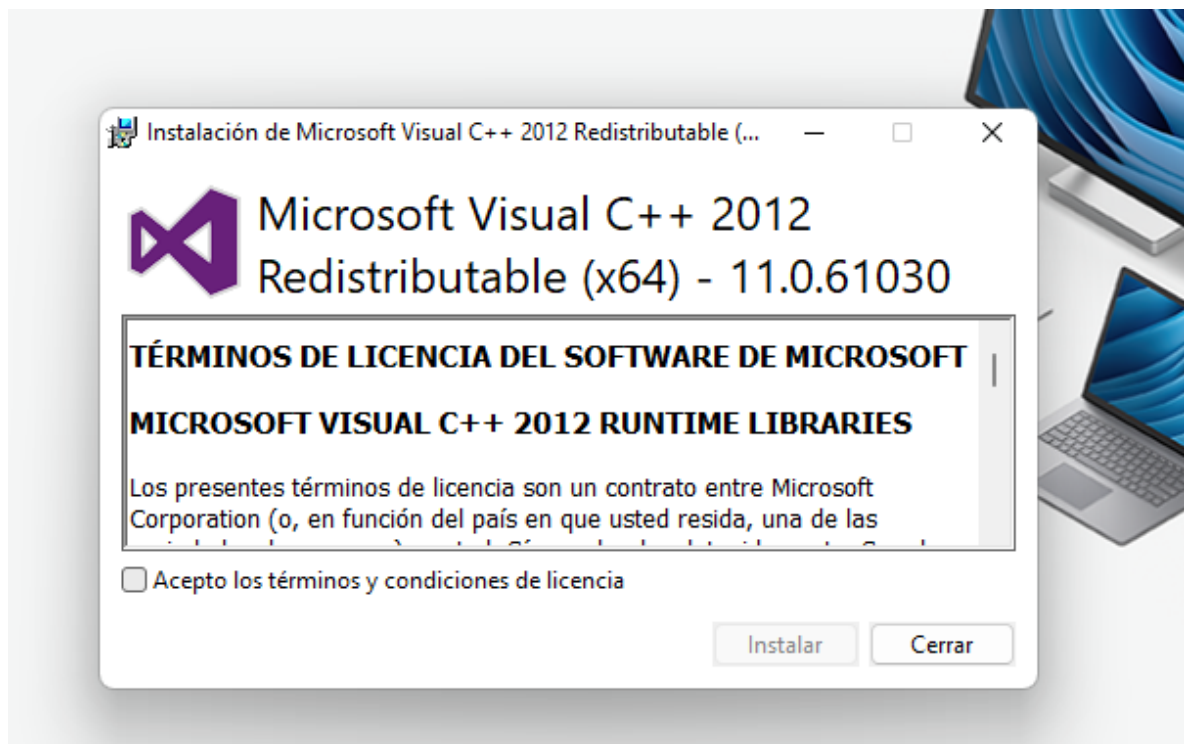 Instalación de Microsoft Visual C++ 2012 Redistributable (...
Microsoft Visual C++ 2012
Redistributable (x64) - 11.0.61030
TÉRMINOS DE LICENCIA DEL SOFTWARE DE MICROSOFT
MICROSOFT VISUAL C++ 2012 RUNTIME LIBRARIES
Los presentes términos de licencia son un contrato entre Microsoft
Corporation (o, en función del país en que usted resida, una de las
Acepto los términos y condiciones de licencia
Instalar
Cerrar